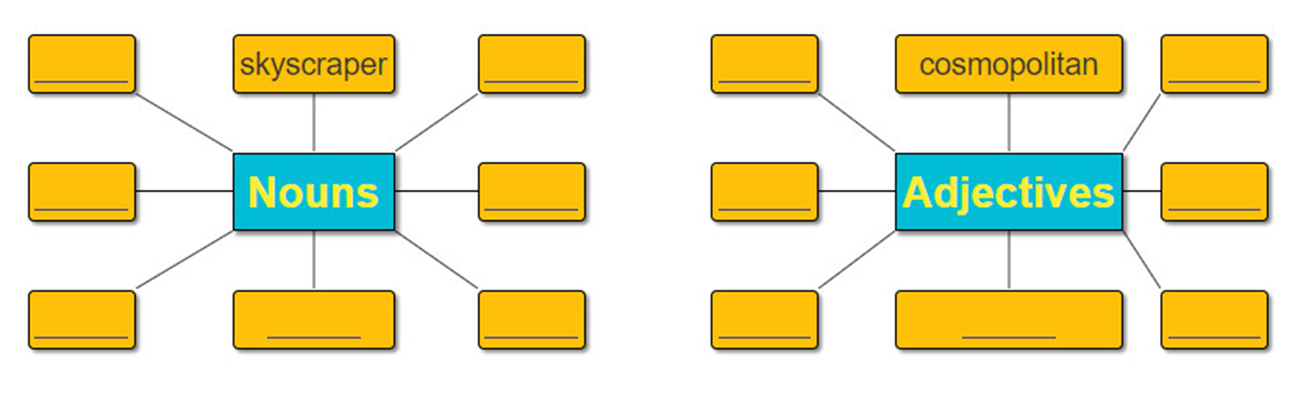 skyscraper
Nouns
cosmopolitan
Adjectives